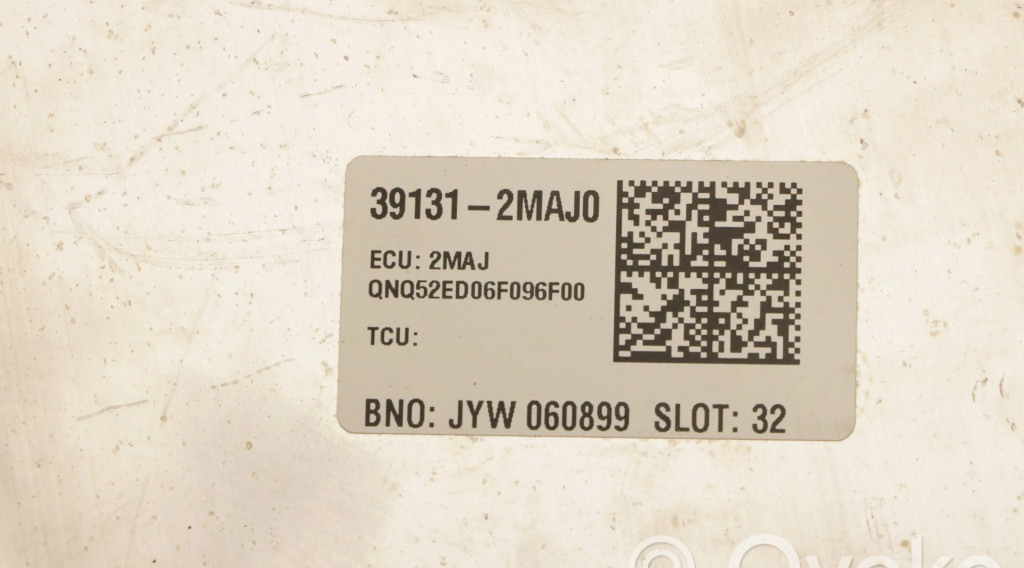 39131-2MAJ0
ECU: 2MAJ
QNQ52ED06F096F00
TCU:
BNO: JYW 060899 SLOT: 32